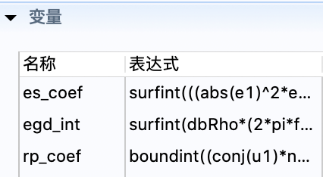 变量
名称 表达式
es_coef surfint(((abs(e1)^2*e...
egd_int surfint(dbRho*(2*pi*f...
rp_coef boundint((conj(u1)*n...